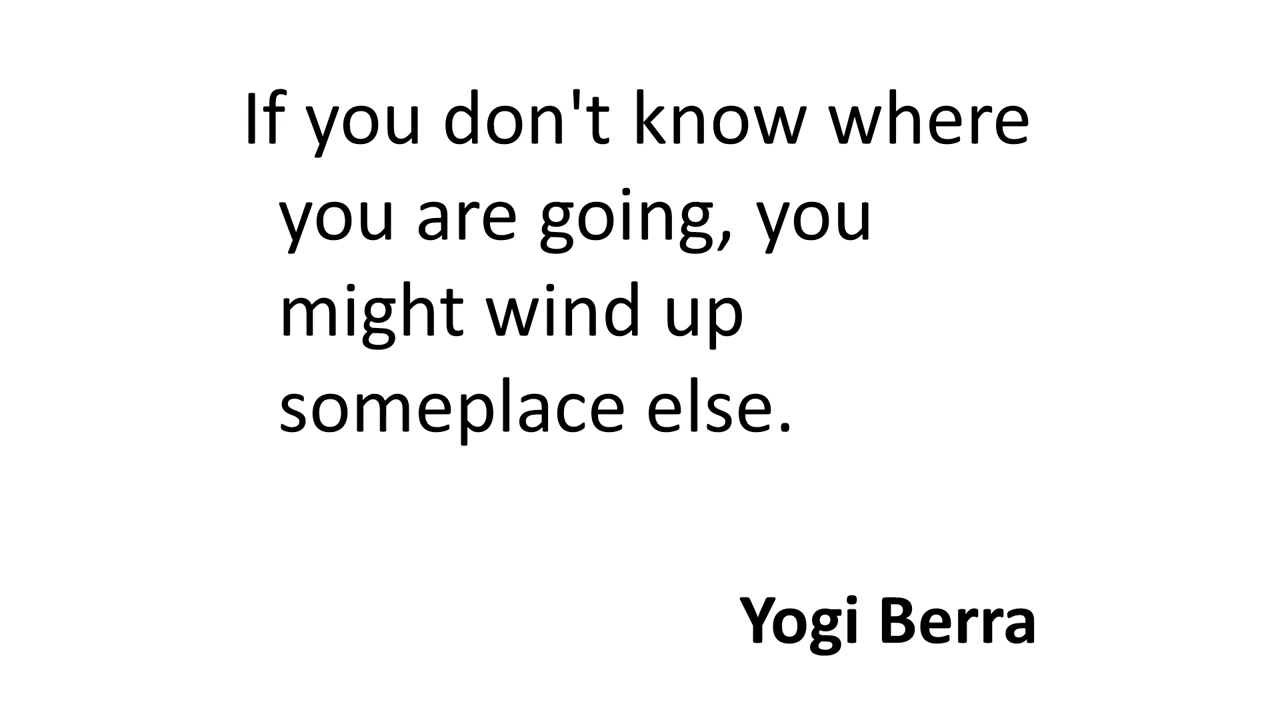 If you don't know where
you are going, you
might wind up
someplace else.
Yogi Berra